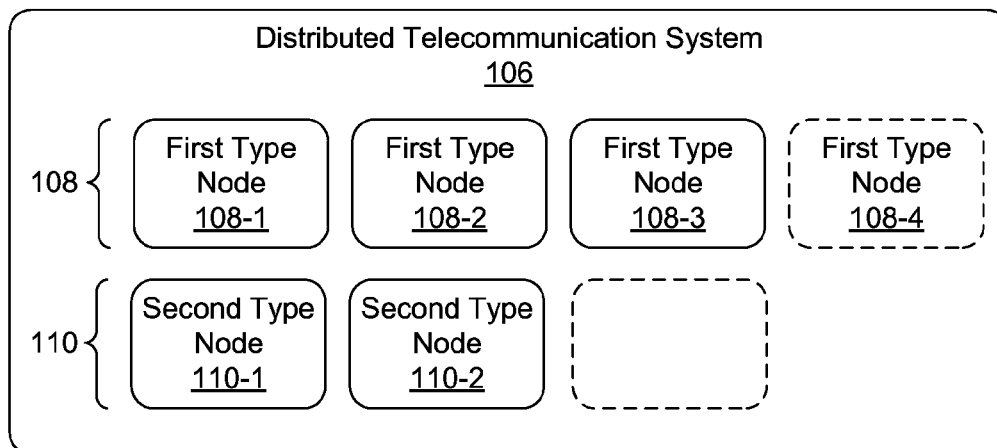 Distributed Telecommunication System
106
108
First Type
Node
108-1
First Type
Node
108-2
First Type
Node
108-3
First Type
Node
108-4
110
Second Type
Node
110-1
Second Type
Node
110-2